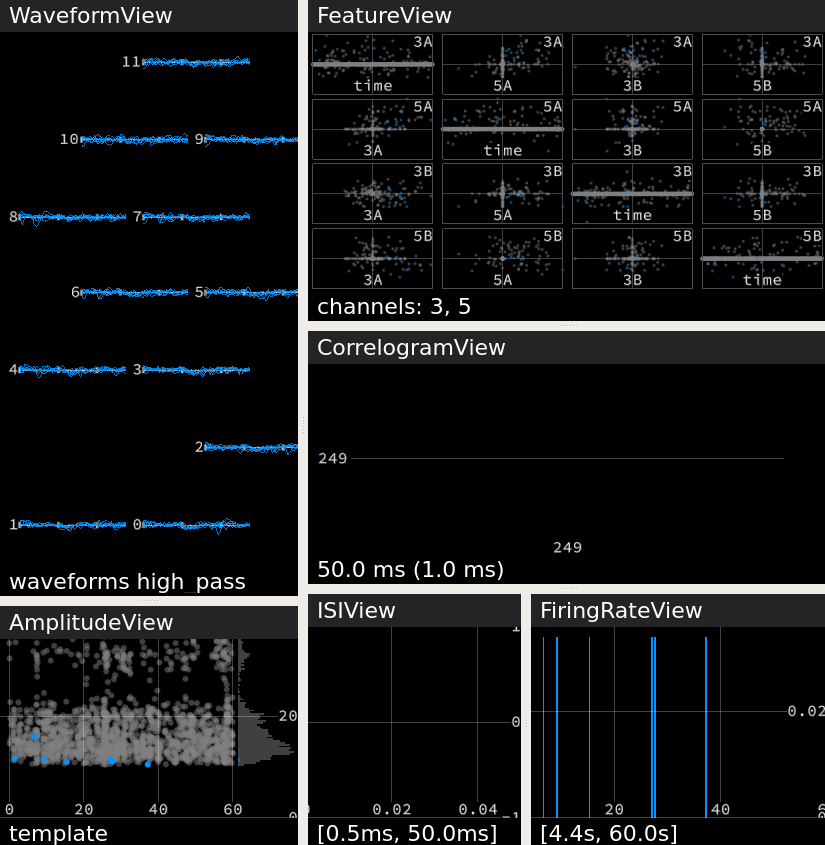 WaveformView
11
10 9
8 7
6 5
4 3
2
1 0
waveforms high_pass
FeatureView
3A 3A 3A 3A
time 5A 3B 5B
5A 5A 5A 5A
3A time 3B 5B
3B 3B 3B 3B
3A 5A time 5B
5B 5B 5B 5B
3A 5A 3B time
channels: 3, 5
CorrelogramView
249
249
50.0 ms (1.0 ms)
AmplitudeView
20
0 20 40 60 0
template
ISIView
1
0
0.02 0.04 -1
[0.5ms, 50.0ms]
FiringRateView
0.02
20 40 6
[4.4s, 60.0s]